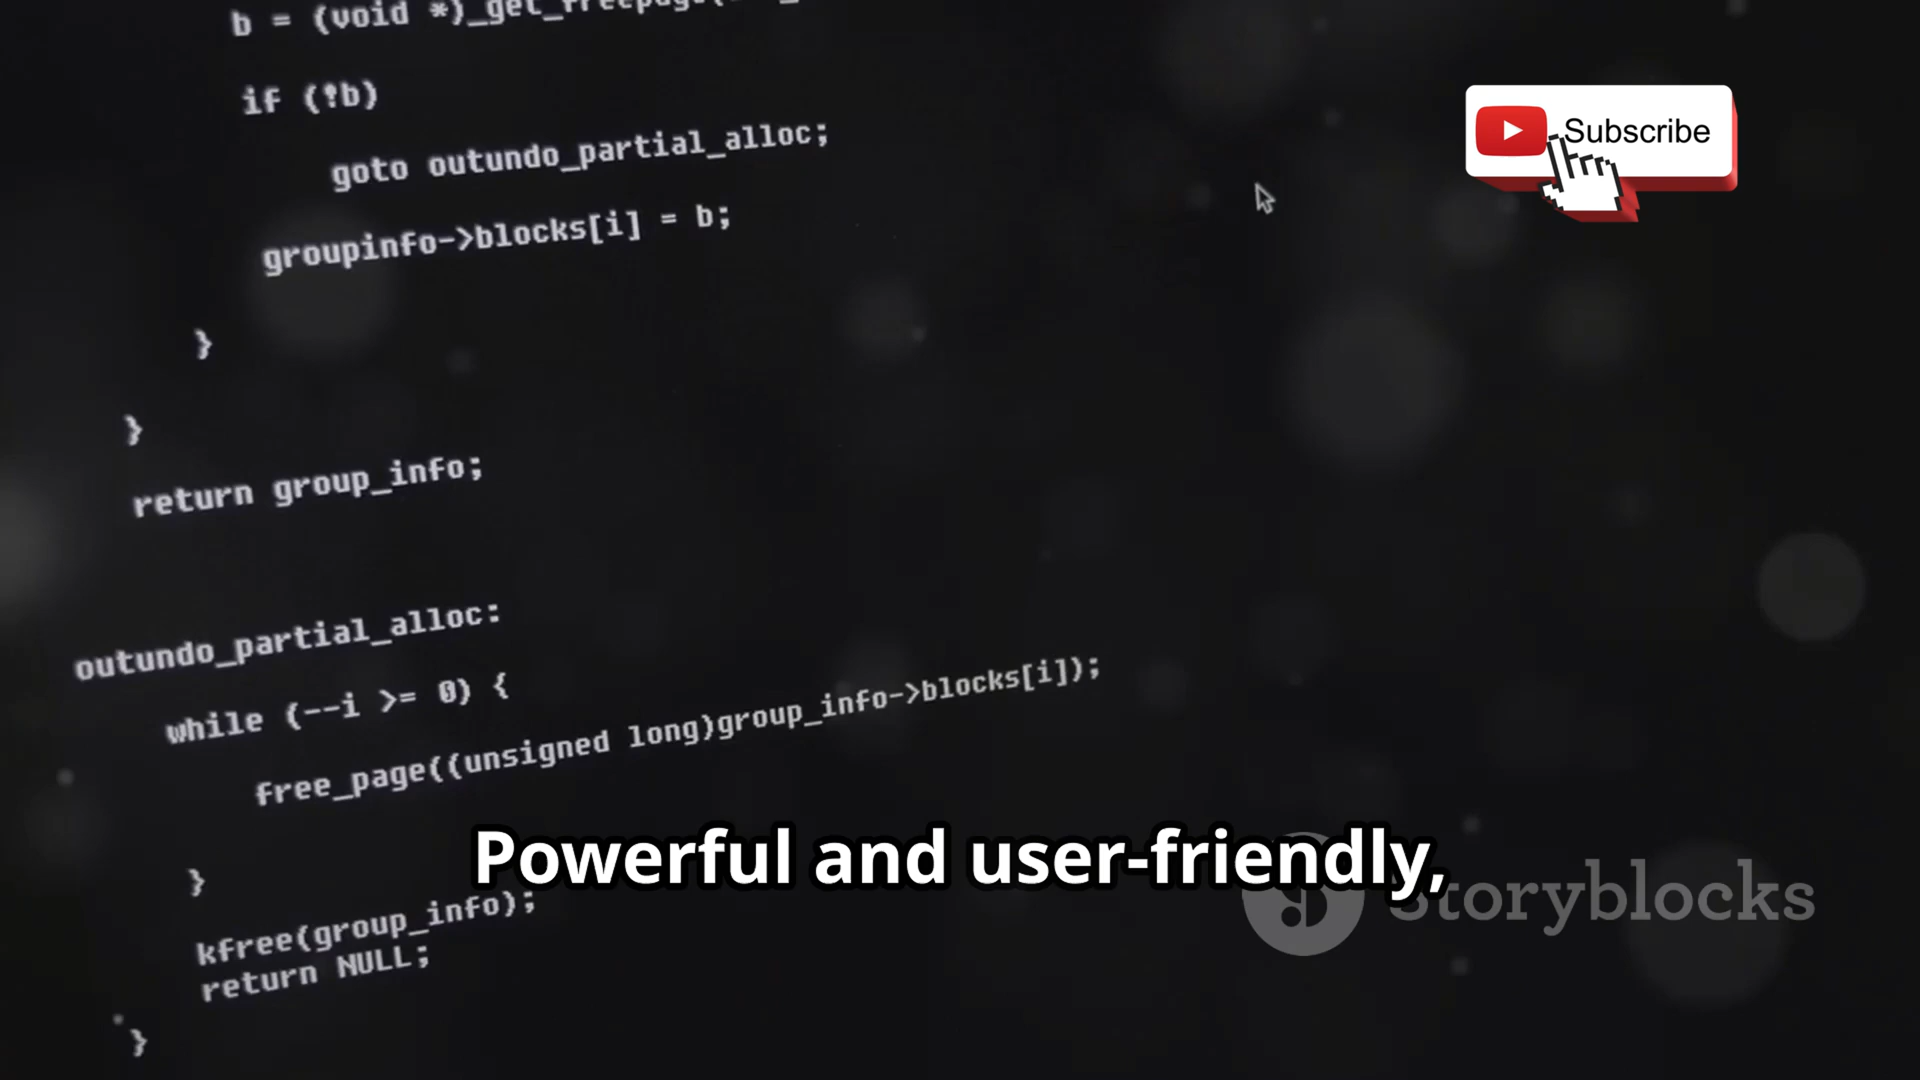 b = (void *)_get_freepage(
if (!b)
goto outundo_partial_alloc;
groupinfo->blocks[i] = b;
}
}
return group_info;
outundo_partial_alloc:
while (--i >= 0) {
free_page((unsigned long)group_info->blocks[i]);
}
kfree(group_info);
return NULL;
}
Subscribe
Powerful and user-friendly,
Storyblocks